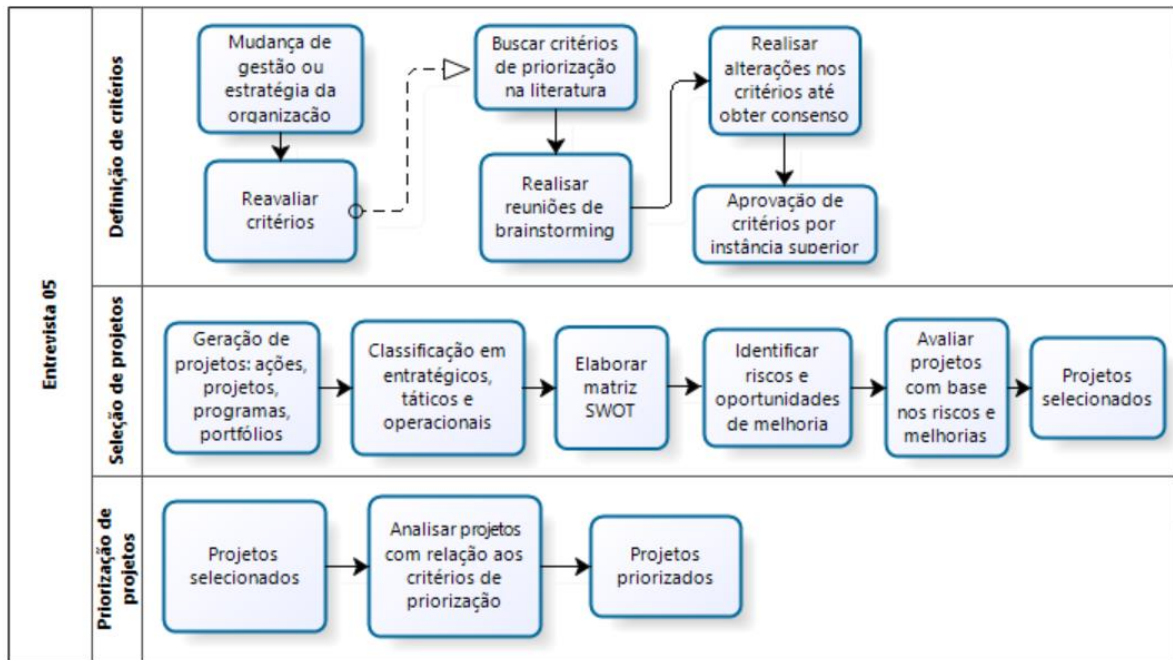 Entrevista 05
Definição de critérios
Mudança de
gestão ou
estratégia da
organização
Reavaliar
critérios
Buscar critérios
de priorização
na literatura
Realisar
reuniões de
brainstorming
Realisar
alterações nos
critérios até
obter consenso
Aprovação de
critérios por
instância superior
Seleção de projetos
Geração de
projetos: ações,
projetos,
programas,
portfólios
Classificação em
entratégicos,
táticos e
operacionais
Elaborar
matriz
SWOT
Identificar
riscos e
oportunidades
de melhoria
Avaliar
projetos
com base
nos riscos e
melhorias
Projetos
selecionados
Priorização de
projetos
Projetos
selecionados
Analisar projetos
com relação aos
critérios de
priorização
Projetos
priorizados